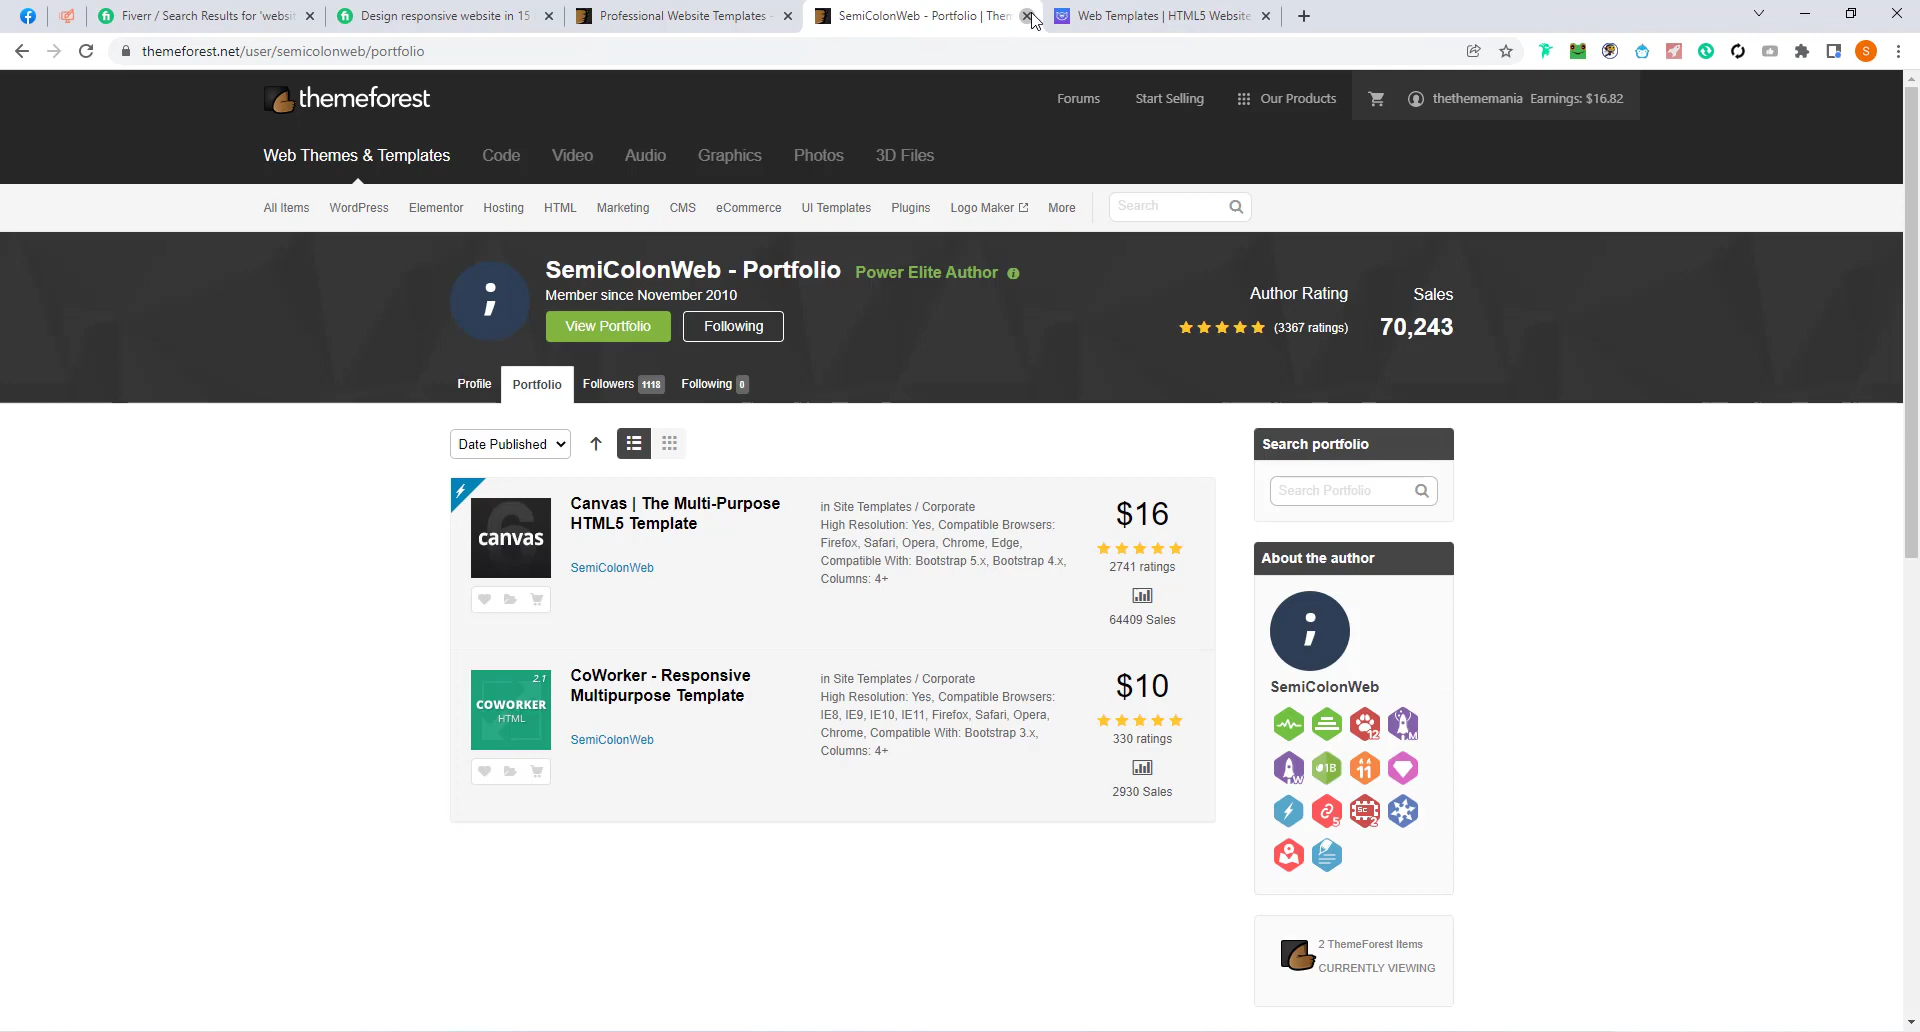 Fiverr / Search Results for 'websi
Design responsive website in 15
Professional Website Templates -
SemiColonWeb - Portfolio | Them
Web Templates | HTML5 Website
themeforest.net/user/semicolonweb/portfolio
S
themeforest
Forums
Start Selling
Our Products
thethememania Earnings: $16.82
Web Themes & Templates
Code
Video
Audio
Graphics
Photos
3D Files
All Items
WordPress
Elementor
Hosting
HTML
Marketing
CMS
eCommerce
UI Templates
Plugins
Logo Maker
More
Search
;
SemiColonWeb - Portfolio
Power Elite Author
Member since November 2010
View Portfolio
Following
Author Rating
(3367 ratings)
Sales
70,243
Profile
Portfolio
Followers 1118
Following 0
Date Published
canvas
Canvas | The Multi-Purpose
HTML5 Template
SemiColonWeb
in Site Templates / Corporate
High Resolution: Yes, Compatible Browsers:
Firefox, Safari, Opera, Chrome, Edge,
Compatible With: Bootstrap 5.x, Bootstrap 4.x,
Columns: 4+
$16
2741 ratings
64409 Sales
2.1
COWORKER
HTML
CoWorker - Responsive
Multipurpose Template
SemiColonWeb
in Site Templates / Corporate
High Resolution: Yes, Compatible Browsers:
IE8, IE9, IE10, IE11, Firefox, Safari, Opera,
Chrome, Compatible With: Bootstrap 3.x,
Columns: 4+
$10
330 ratings
2930 Sales
Search portfolio
Search Portfolio
About the author
;
SemiColonWeb
12
M
W
1B
11
5
Sc
2
2 ThemeForest Items
CURRENTLY VIEWING